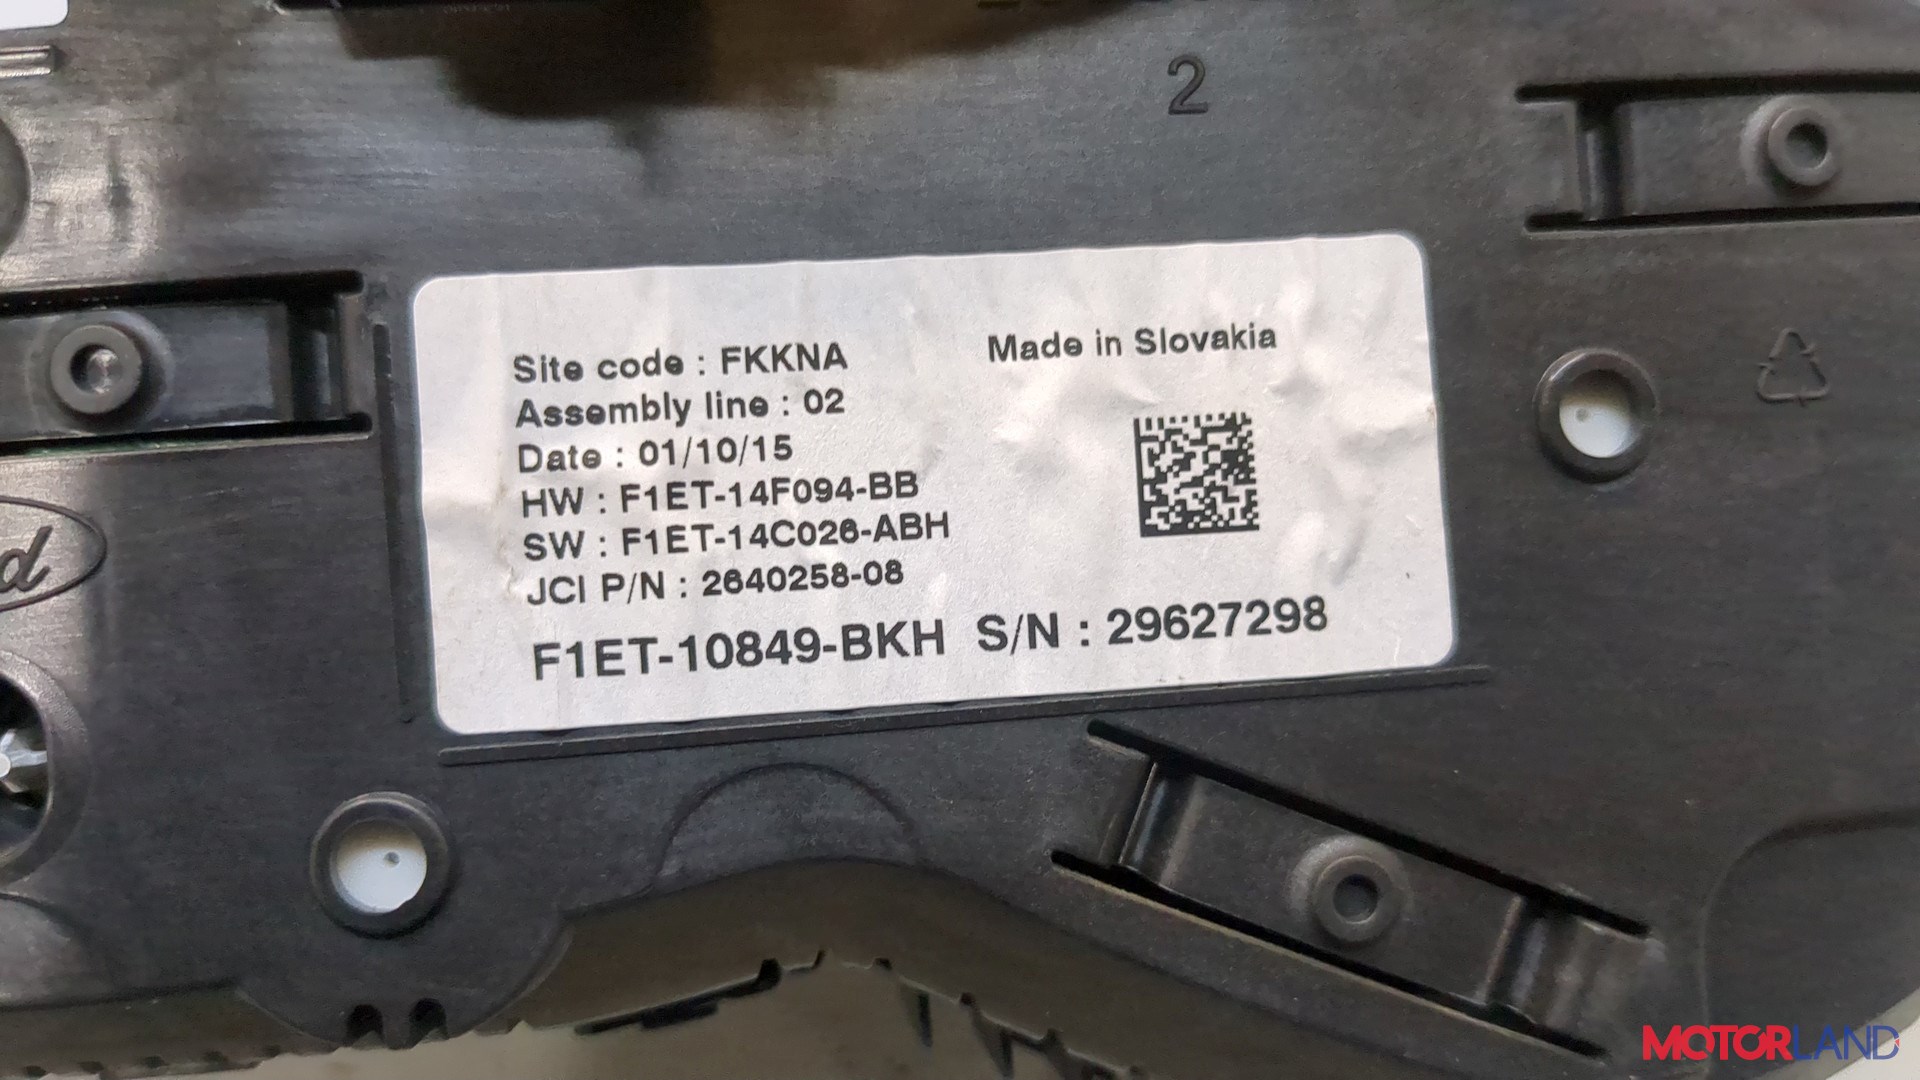 2
Site code : FKKNA
Made in Slovakia
Assembly line : 02
Date : 01/10/15
HW : F1ET-14F094-BB
SW : F1ET-14C026-ABH
JCI P/N : 2640258-08
F1ET-10849-BKH S/N : 29627298
MOTORLAND